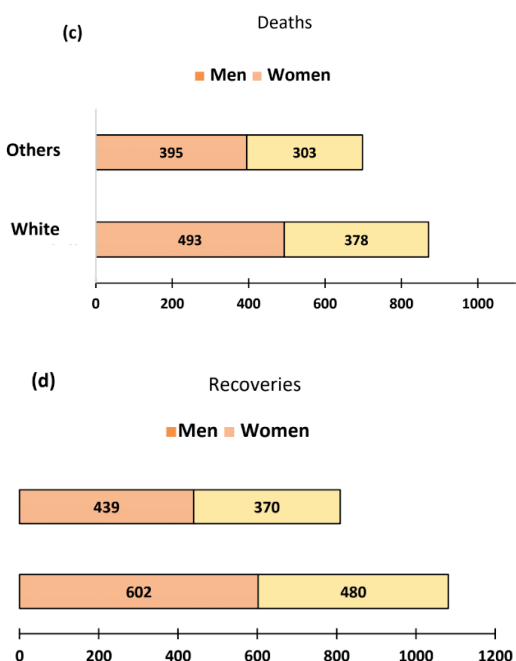 (c)
Deaths
Men Women
Others
395 303
White
493 378
0 200 400 600 800 1000
(d)
Recoveries
Men Women
439 370
602 480
0 200 400 600 800 1000 1200